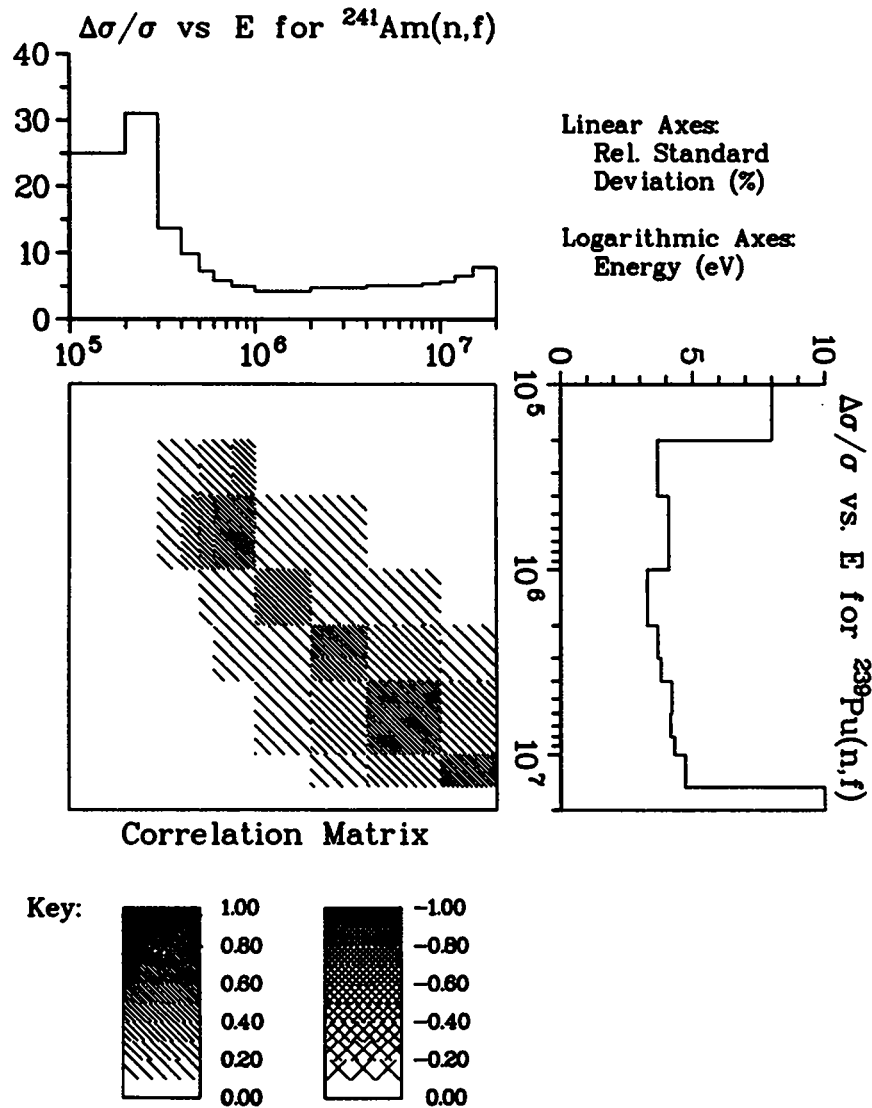 Δσ/σ vs E for ²⁴¹Am(n,f)
40
30
20
10
0
10⁵
10⁶
10⁷
Linear Axes:
Rel. Standard
Deviation (%)
Logarithmic Axes:
Energy (eV)
0
5
10
10⁵
10⁶
10⁷
Δσ/σ vs. E for ²³⁹Pu(n,f)
Correlation Matrix
Key:
1.00
0.80
0.60
0.40
0.20
0.00
-1.00
-0.80
-0.60
-0.40
-0.20
0.00